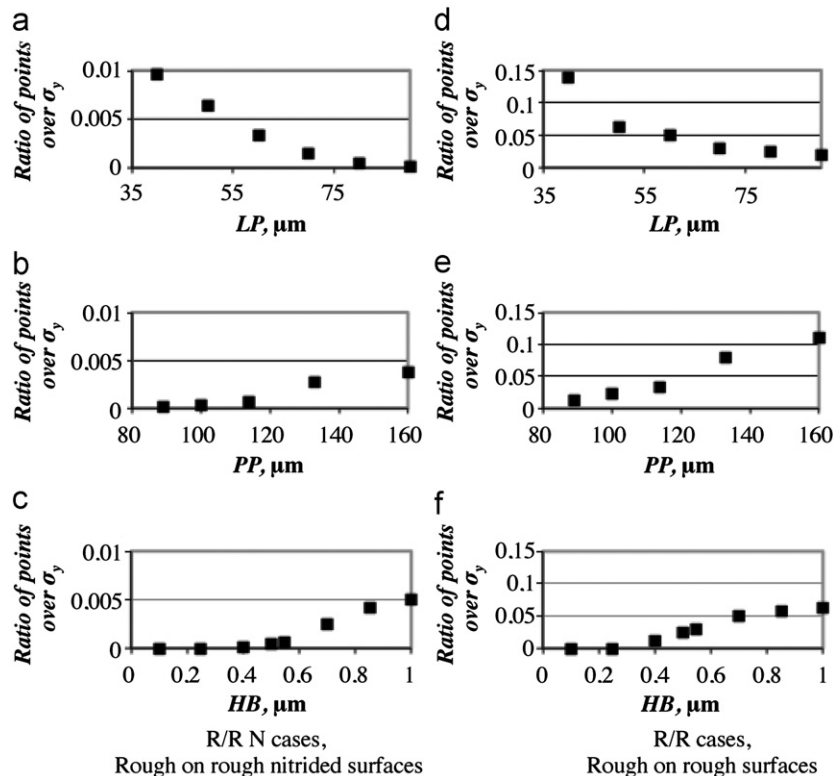 a
Ratio of points
over σy
0.01
0.005
0
35
55
75
LP, μm
d
Ratio of points
over σy
0.15
0.1
0.05
0
35
55
75
LP, μm
b
Ratio of points
over σy
0.01
0.005
0
80
100
120
140
160
PP, μm
e
Ratio of points
over σy
0.15
0.1
0.05
0
80
100
120
140
160
PP, μm
c
Ratio of points
over σy
0.01
0.005
0
0
0.2
0.4
0.6
0.8
1
HB, μm
R/R N cases,
Rough on rough nitrided surfaces
f
Ratio of points
over σy
0.15
0.1
0.05
0
0
0.2
0.4
0.6
0.8
1
HB, μm
R/R cases,
Rough on rough surfaces